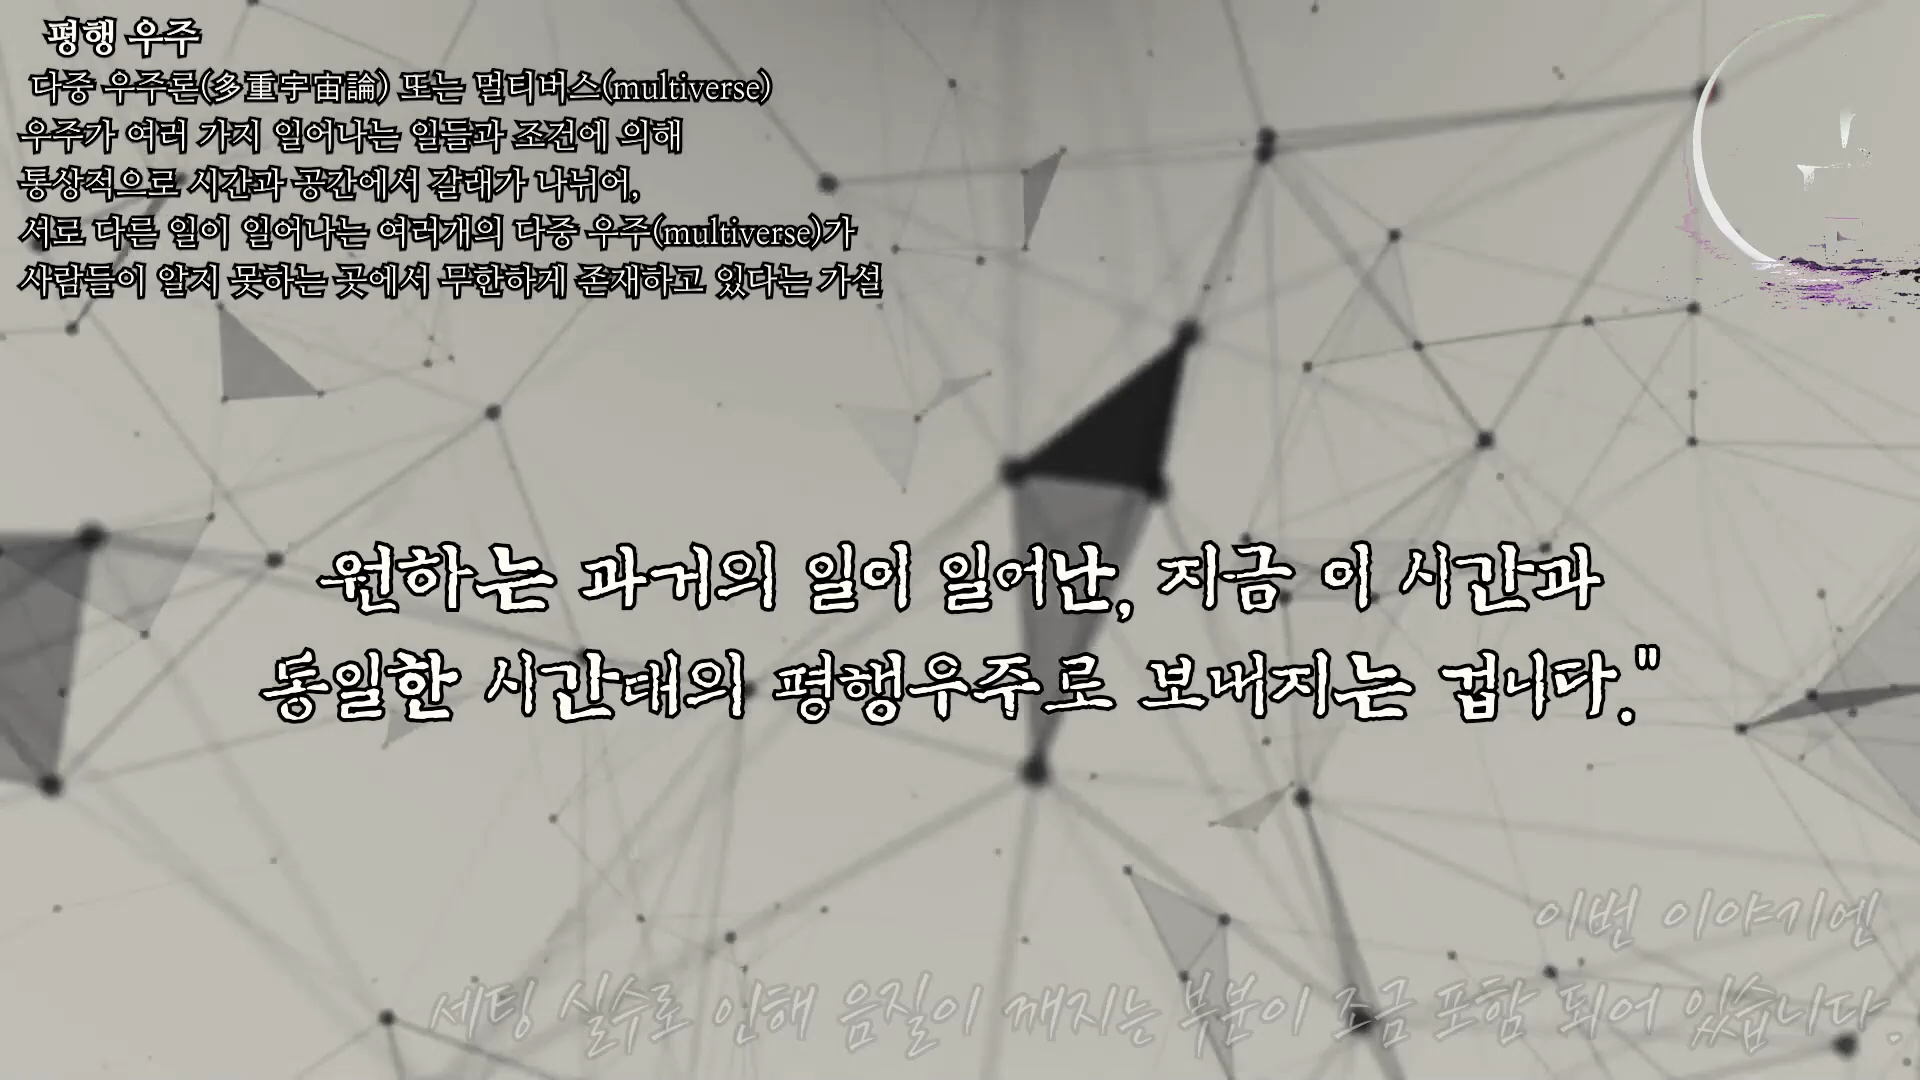 평행 우주
다중 우주론(多重宇宙論) 또는 멀티버스(multiverse)
우주가 여러 가지 일어나는 일들과 조건에 의해
통상적으로 시간과 공간에서 갈래가 나뉘어,
서로 다른 일이 일어나는 여러개의 다중 우주(multiverse)가
사람들이 알지 못하는 곳에서 무한하게 존재하고 있다는 가설
원하는 과거의 일이 일어난, 지금 이 시간과
동일한 시간대의 평행우주로 보내지는 겁니다."
이번 이야기엔
세팅 실수로 인해 음질이 깨지는 부분이 조금 포함 되어 있습니다.